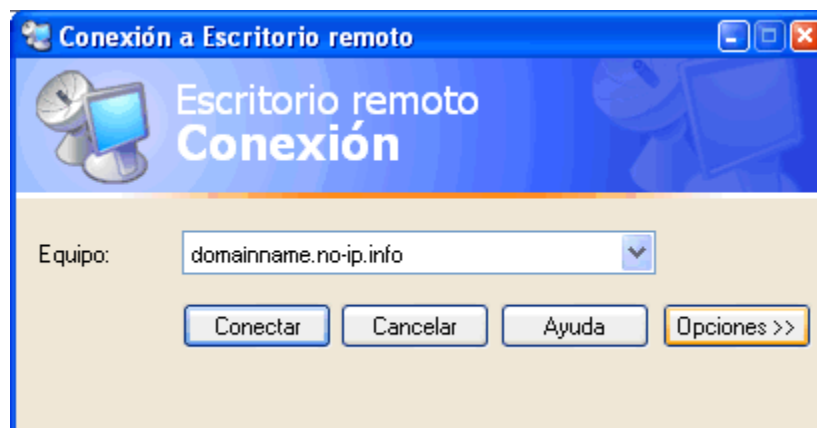 Conexión a Escritorio remoto
Escritorio remoto
Conexión
Equipo: domainname.no-ip.info
Conectar Cancelar Ayuda Opciones >>